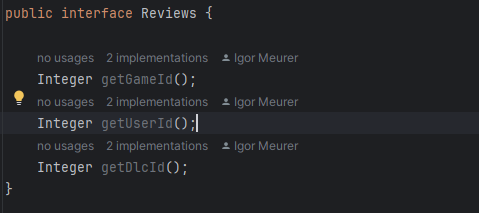 public interface Reviews {
no usages 2 implementations Igor Meurer
Integer getGameId();
no usages 2 implementations Igor Meurer
Integer getUserId();
no usages 2 implementations Igor Meurer
Integer getDlcId();
}